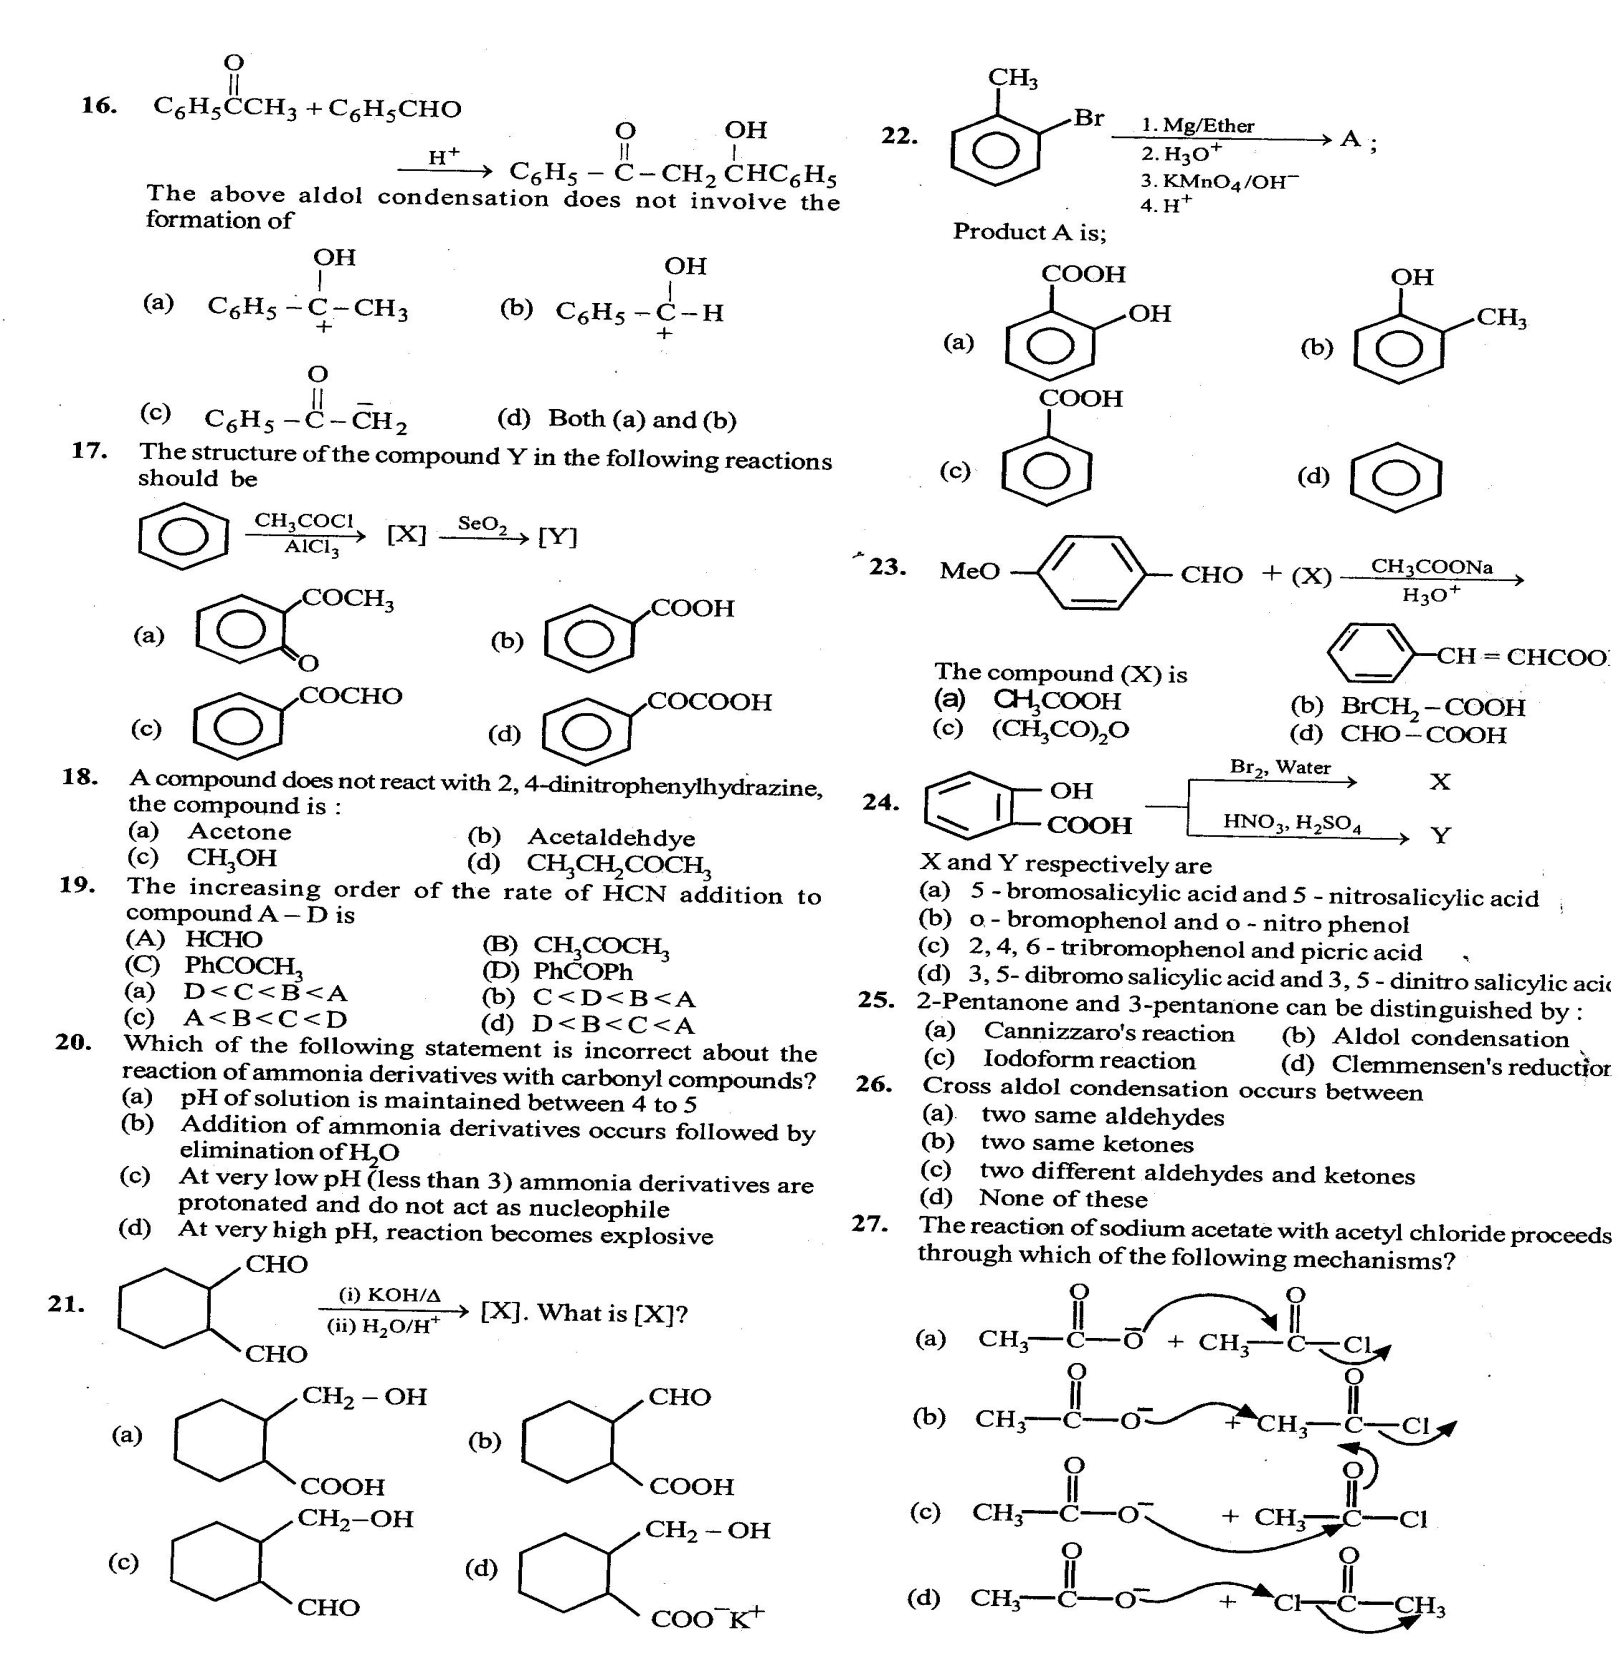 16. C₆H₅CCH₃ + C₆H₅CHO
O
H⁺
O OH
C₆H₅ – C – CH₂ CHC₆H₅
The above aldol condensation does not involve the
formation of
OH
(a) C₆H₅ – C – CH₃
+
OH
(b) C₆H₅ – C – H
+
O
(c) C₆H₅ – C – C̄H₂
(d) Both (a) and (b)
17. The structure of the compound Y in the following reactions
should be
CH₃COCl
AlCl₃
[X]
SeO₂
[Y]
(a) COCH₃
O
(b) COOH
(c) COCHO
(d) COCOOH
18. A compound does not react with 2, 4-dinitrophenylhydrazine,
the compound is :
(a) Acetone (b) Acetaldehdye
(c) CH₃OH (d) CH₃CH₂COCH₃
19. The increasing order of the rate of HCN addition to
compound A – D is
(A) HCHO (B) CH₃COCH₃
(C) PhCOCH₃ (D) PhCOPh
(a) D < C < B < A (b) C < D < B < A
(c) A < B < C < D (d) D < B < C < A
20. Which of the following statement is incorrect about the
reaction of ammonia derivatives with carbonyl compounds?
(a) pH of solution is maintained between 4 to 5
(b) Addition of ammonia derivatives occurs followed by
elimination of H₂O
(c) At very low pH (less than 3) ammonia derivatives are
protonated and do not act as nucleophile
(d) At very high pH, reaction becomes explosive
21. CHO
CHO
(i) KOH/Δ
(ii) H₂O/H⁺
[X]. What is [X]?
(a) CH₂ – OH
COOH
(b) CHO
COOH
(c) CH₂–OH
CHO
(d) CH₂ – OH
COO⁻K⁺
22. CH₃
Br
1. Mg/Ether
2. H₃O⁺
3. KMnO₄/OH⁻
4. H⁺
A ;
Product A is;
(a) COOH
OH
(b) OH
CH₃
(c) COOH
(d)
23. MeO CHO + (X)
CH₃COONa
H₃O⁺
CH = CHCOO
The compound (X) is
(a) CH₃COOH (b) BrCH₂ – COOH
(c) (CH₃CO)₂O (d) CHO – COOH
24. OH
COOH
Br₂, Water X
HNO₃, H₂SO₄ Y
X and Y respectively are
(a) 5 - bromosalicylic acid and 5 - nitrosalicylic acid
(b) o - bromophenol and o - nitro phenol
(c) 2, 4, 6 - tribromophenol and picric acid
(d) 3, 5- dibromo salicylic acid and 3, 5 - dinitro salicylic acid
25. 2-Pentanone and 3-pentanone can be distinguished by :
(a) Cannizzaro's reaction (b) Aldol condensation
(c) Iodoform reaction (d) Clemmensen's reduction
26. Cross aldol condensation occurs between
(a) two same aldehydes
(b) two same ketones
(c) two different aldehydes and ketones
(d) None of these
27. The reaction of sodium acetate with acetyl chloride proceeds
through which of the following mechanisms?
O O
(a) CH₃—C—Ō + CH₃—C—Cl
O O
(b) CH₃—C—O⁻ + CH₃—C—Cl
O O
(c) CH₃—C—O⁻ + CH₃—C—Cl
O O
(d) CH₃—C—O⁻ + Cl—C—CH₃